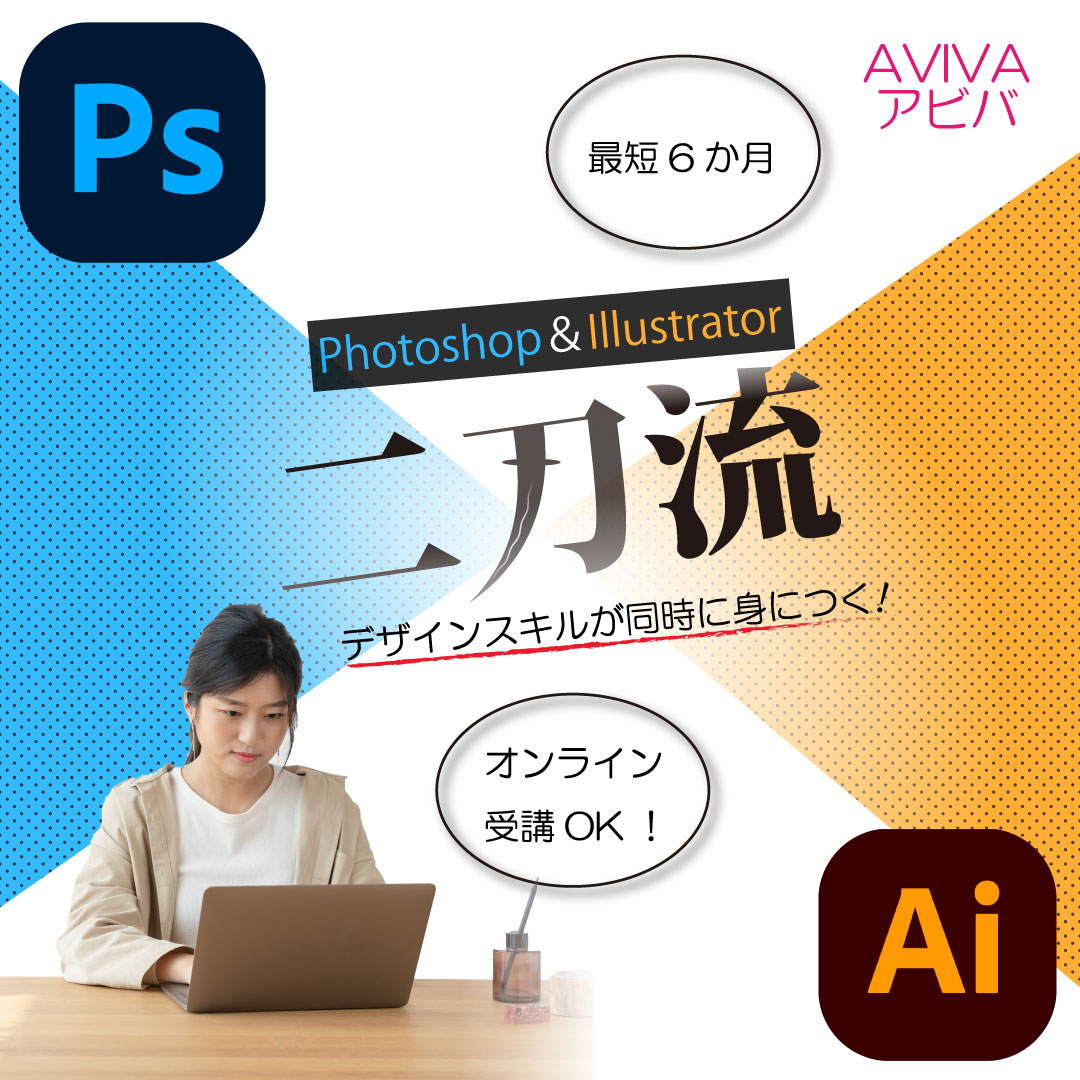 Ps
AVIVA
アビバ
最短6か月
Photoshop & Illustrator
二刀流
デザインスキルが同時に身につく!
オンライン
受講OK！
Ai